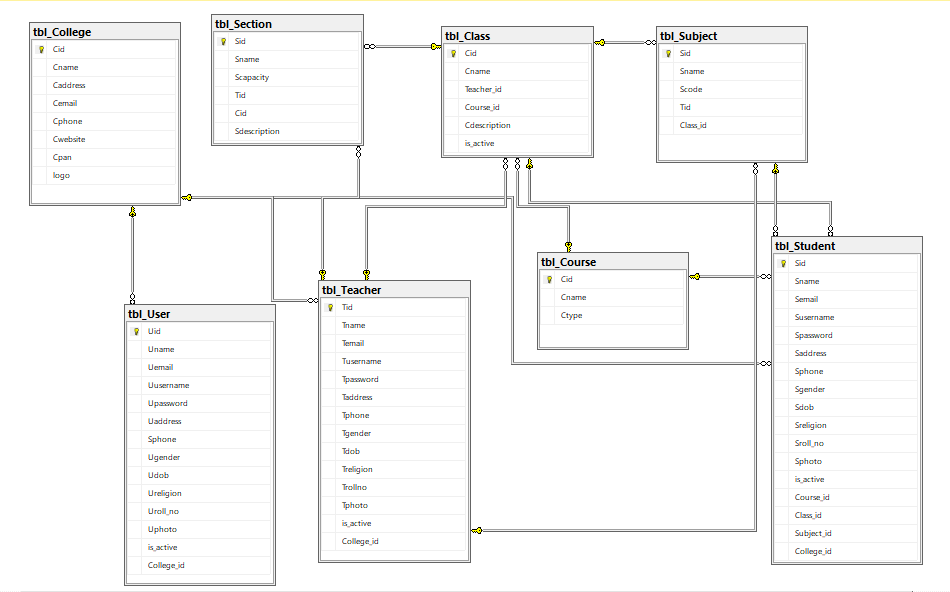 tbl_College
Cid
Cname
Caddress
Cemail
Cphone
Cwebsite
Cpan
logo
tbl_Section
Sid
Sname
Scapacity
Tid
Cid
Sdescription
tbl_Class
Cid
Cname
Teacher_id
Course_id
Cdescription
is_active
tbl_Subject
Sid
Sname
Scode
Tid
Class_id
tbl_User
Uid
Uname
Uemail
Uusername
Upassword
Uaddress
Sphone
Ugender
Udob
Ureligion
Uroll_no
Uphoto
is_active
College_id
tbl_Teacher
Tid
Tname
Temail
Tusername
Tpassword
Taddress
Tphone
Tgender
Tdob
Treligion
Trollno
Tphoto
is_active
College_id
tbl_Course
Cid
Cname
Ctype
tbl_Student
Sid
Sname
Semail
Susername
Spassword
Saddress
Sphone
Sgender
Sdob
Sreligion
Sroll_no
Sphoto
is_active
Course_id
Class_id
Subject_id
College_id